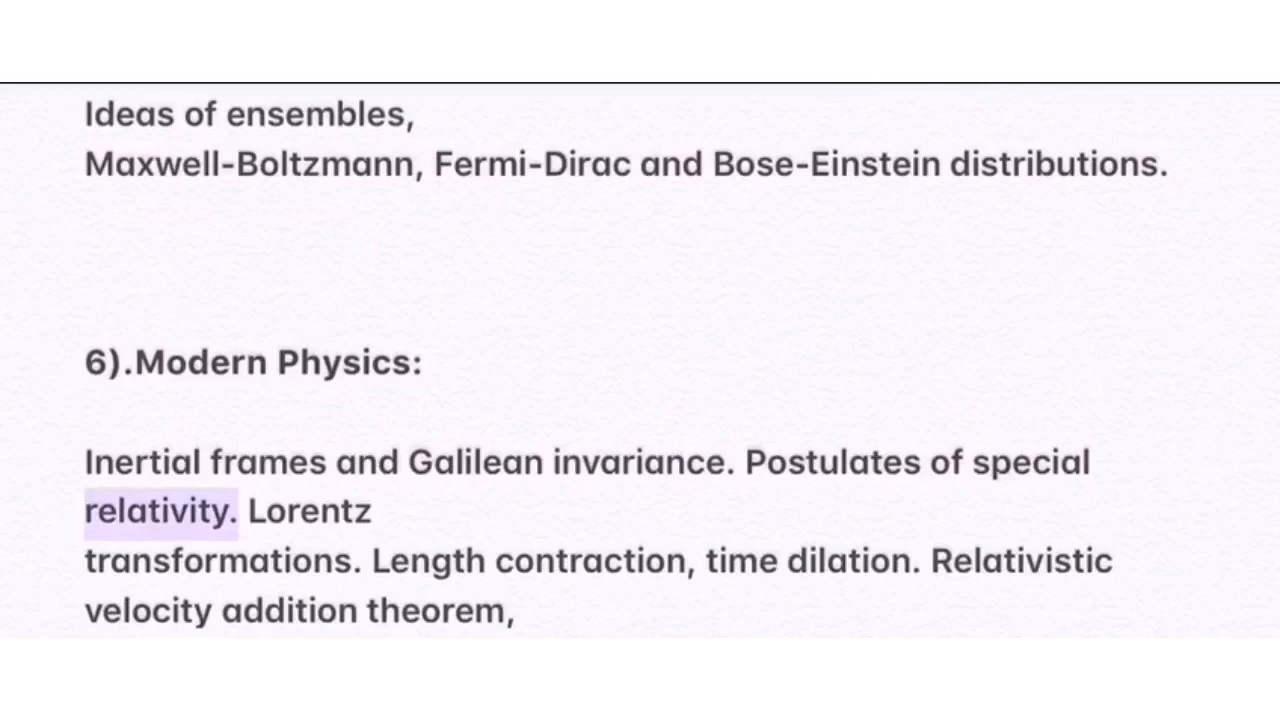 Ideas of ensembles,
Maxwell-Boltzmann, Fermi-Dirac and Bose-Einstein distributions.
6).Modern Physics:
Inertial frames and Galilean invariance. Postulates of special
relativity. Lorentz
transformations. Length contraction, time dilation. Relativistic
velocity addition theorem,